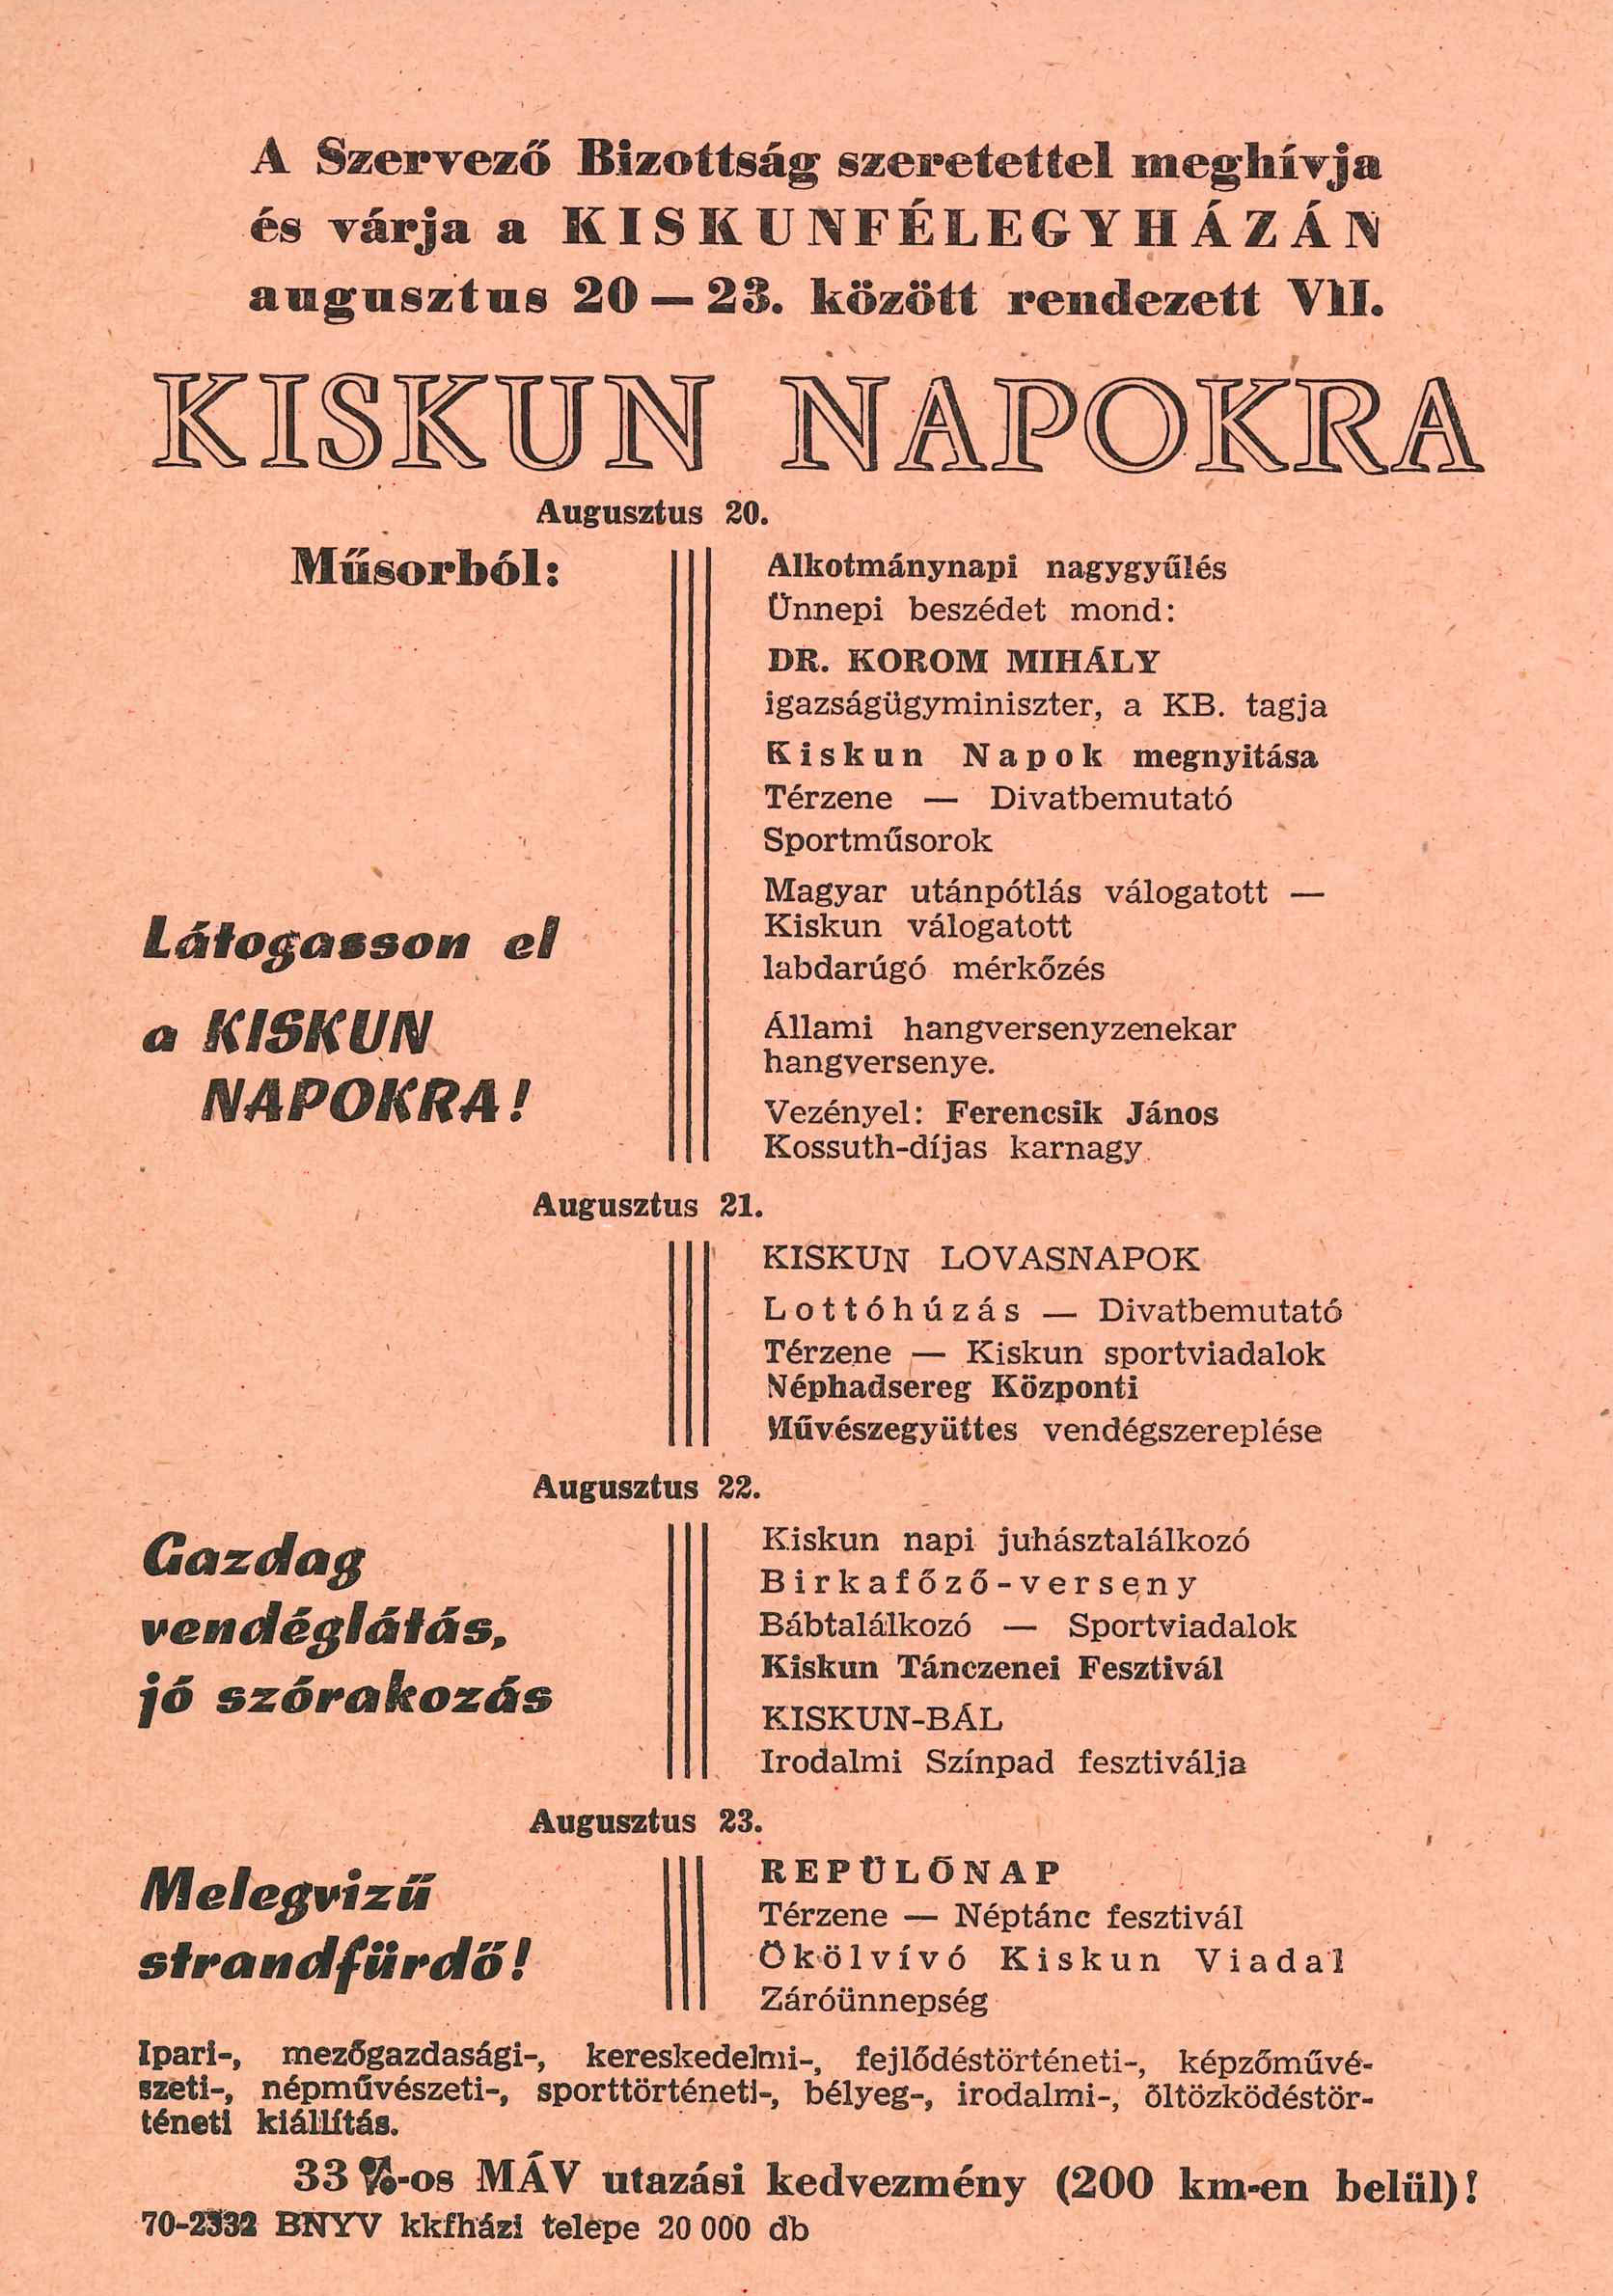 A Szervező Bizottság szeretettel meghívja
és várja a KISKUNFÉLEGYHÁZÁN
augusztus 20 — 23. között rendezett VII.
KISKUN NAPOKRA
Augusztus 20.
Műsorból:
Alkotmánynapi nagygyűlés
Ünnepi beszédet mond:
DR. KOROM MIHÁLY
igazságügyminiszter, a KB. tagja
Kiskun Napok megnyitása
Térzene — Divatbemutató
Sportműsorok
Magyar utánpótlás válogatott —
Kiskun válogatott
labdarúgó mérkőzés
Állami hangversenyzenekar
hangversenye.
Vezényel: Ferencsik János
Kossuth-díjas karnagy
Látogasson el
a KISKUN
NAPOKRA!
Augusztus 21.
KISKUN LOVASNAPOK
Lottóhúzás — Divatbemutató
Térzene — Kiskun sportviadalok
Néphadsereg Központi
Művészegyüttes vendégszereplése
Augusztus 22.
Gazdag
vendéglátás,
jó szórakozás
Kiskun napi juhásztalálkozó
Birkafőző-verseny
Bábtalálkozó — Sportviadalok
Kiskun Tánczenei Fesztivál
KISKUN-BÁL
Irodalmi Színpad fesztiválja
Augusztus 23.
Melegvizű
strandfürdő!
REPÜLŐNAP
Térzene — Néptánc fesztivál
Ökölvívó Kiskun Viadal
Záróünnepség
Ipari-, mezőgazdasági-, kereskedelmi-, fejlődéstörténeti-, képzőművé-
szeti-, népművészeti-, sporttörténeti-, bélyeg-, irodalmi-, öltözködéstör-
téneti kiállítás.
33 %-os MÁV utazási kedvezmény (200 km-en belül)!
70-2332 BNYV kkfházi telepe 20 000 db